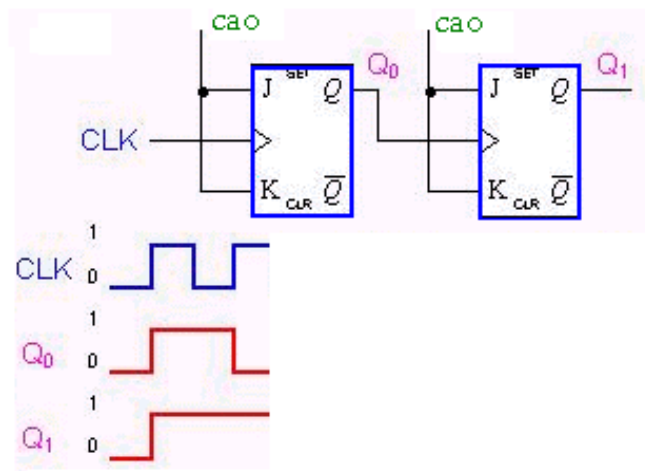 cao cao
SET Q₀ SET Q₁
J Q J Q
CLK
K CLR Q̅ K CLR Q̅
1
CLK 0
1
Q₀ 0
1
Q₁ 0